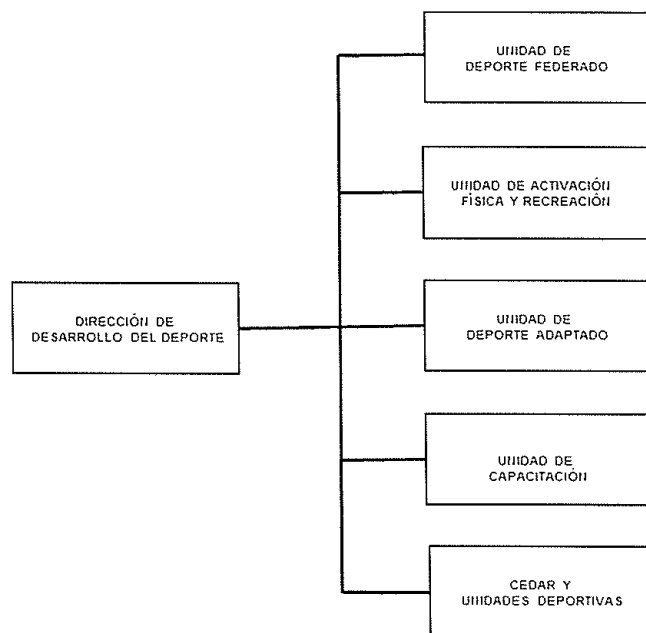 UNIDAD DE
DEPORTE FEDERADO
UNIDAD DE ACTIVACIÓN
FÍSICA Y RECREACIÓN
DIRECCIÓN DE
DESARROLLO DEL DEPORTE
UNIDAD DE
DEPORTE ADAPTADO
UNIDAD DE
CAPACITACIÓN
CEDAR Y
UNIDADES DEPORTIVAS